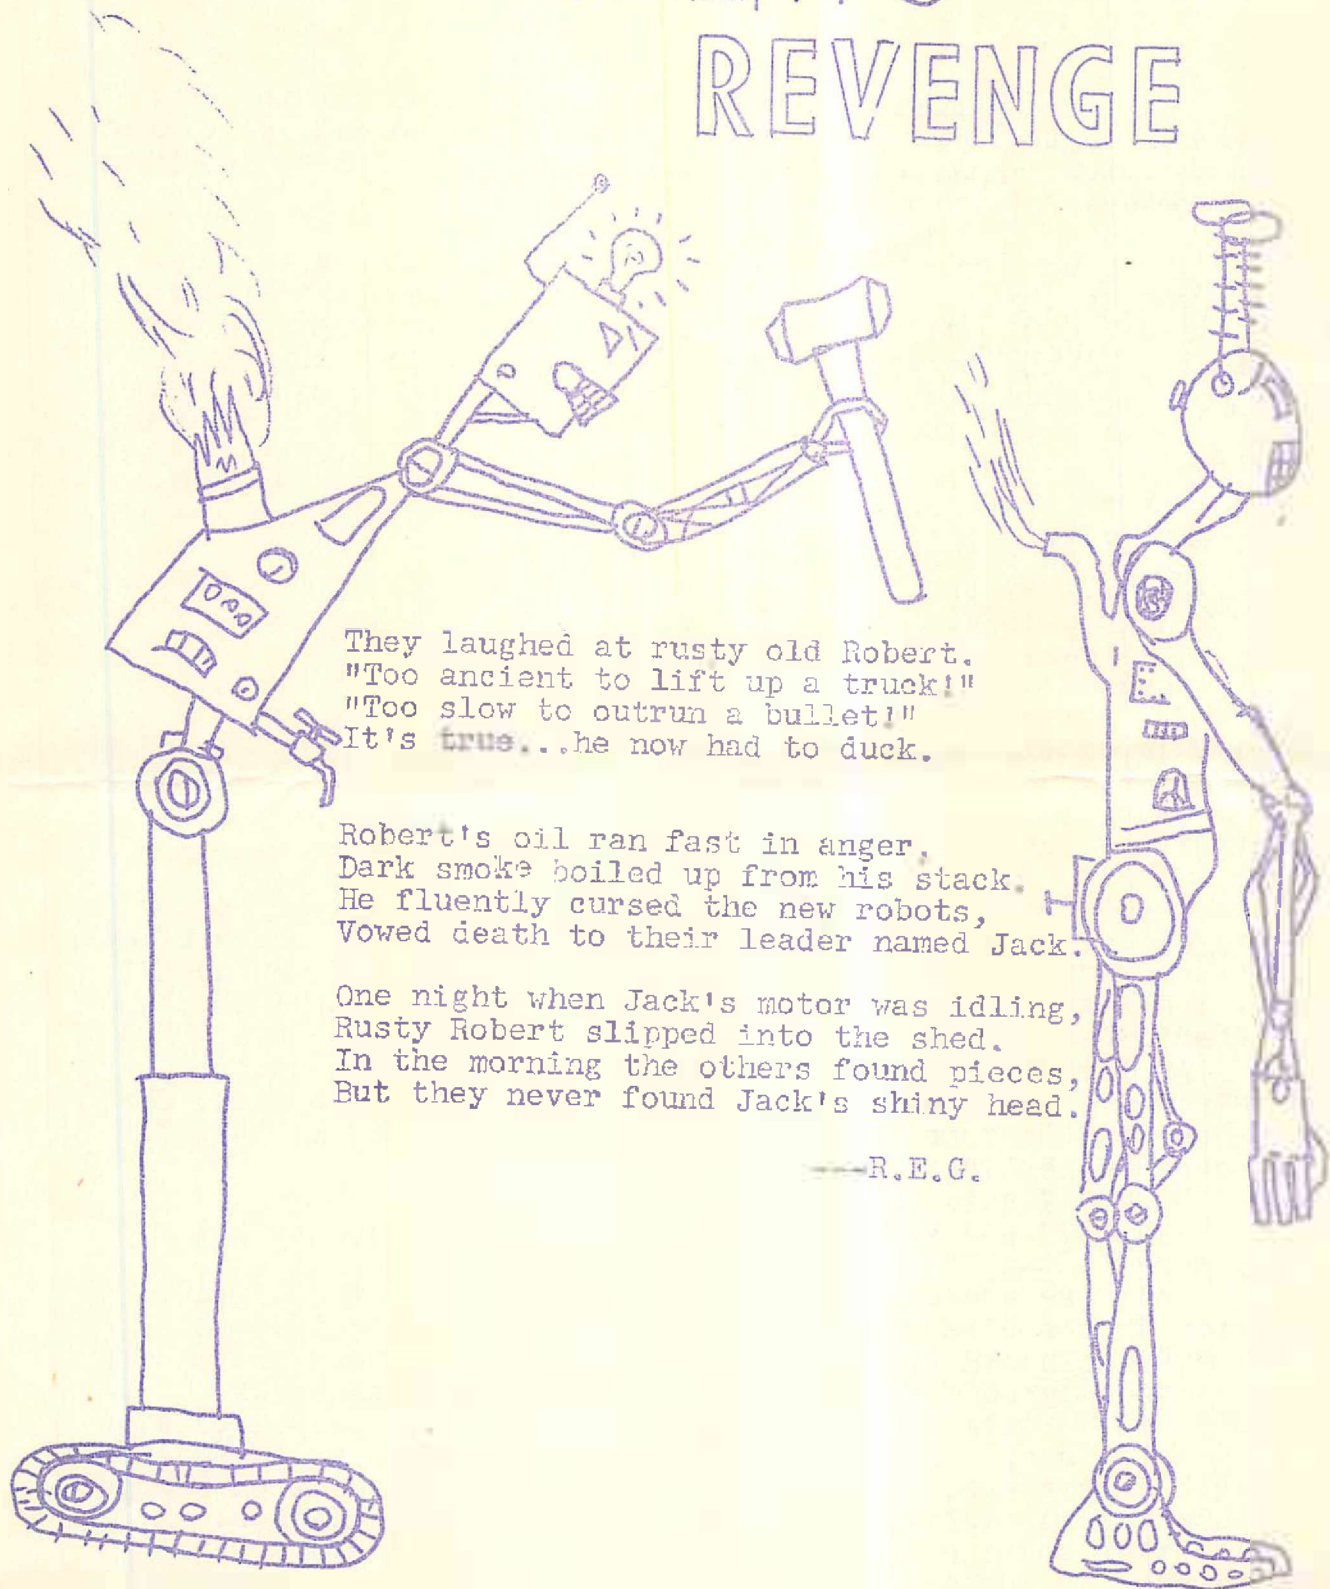 REVENGE
They laughed at rusty old Robert.
"Too ancient to lift up a truck!"
"Too slow to outrun a bullet!"
It's true...he now had to duck.
Robert's oil ran fast in anger.
Dark smoke boiled up from his stack.
He fluently cursed the new robots,
Vowed death to their leader named Jack.
One night when Jack's motor was idling,
Rusty Robert slipped into the shed.
In the morning the others found pieces,
But they never found Jack's shiny head.
---R.E.G.